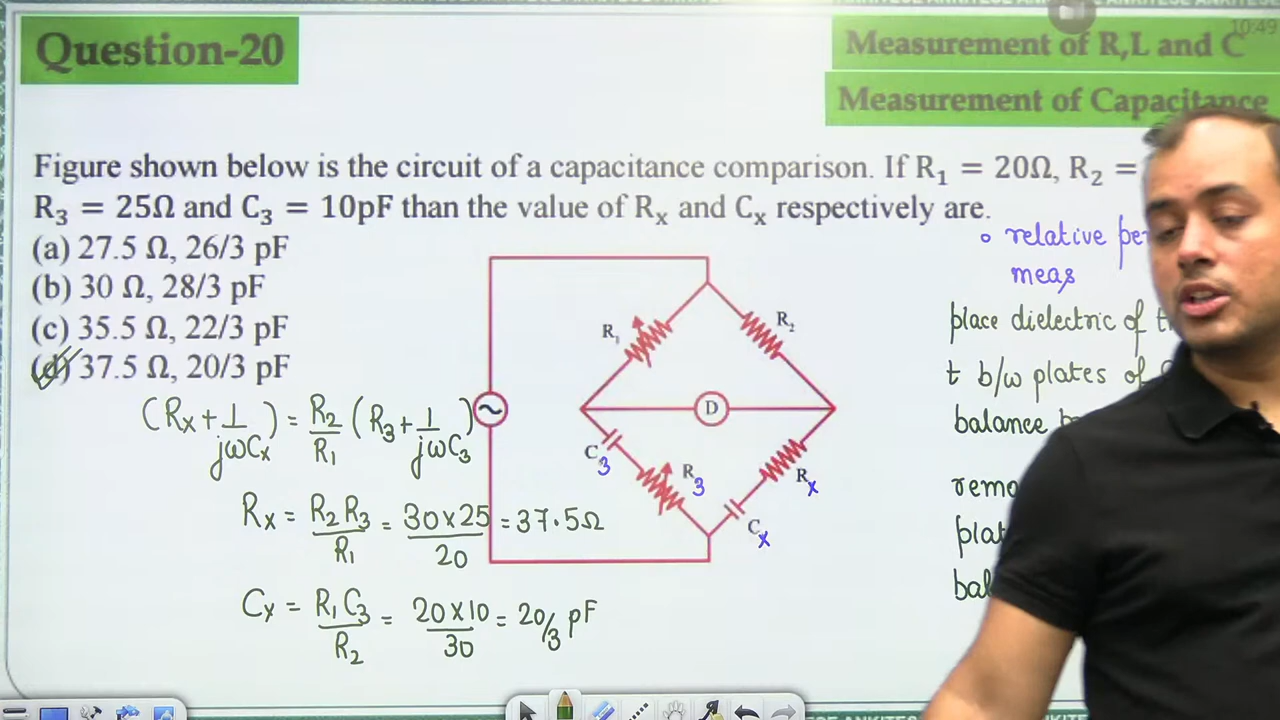 Question-20
Measurement of R,L and C
10:49
Measurement of Capacitance
Figure shown below is the circuit of a capacitance comparison. If R₁ = 20Ω, R₂ =
R₃ = 25Ω and C₃ = 10pF than the value of Rₓ and Cₓ respectively are.
(a) 27.5 Ω, 26/3 pF
(b) 30 Ω, 28/3 pF
(c) 35.5 Ω, 22/3 pF
(d) 37.5 Ω, 20/3 pF
(Rx + 1/jωCx) = R₂/R₁ (R₃ + 1/jωC₃)
Rx = R₂R₃/R₁ = 30×25/20 = 37.5Ω
Cx = R₁C₃/R₂ = 20×10/30 = 20/3 pF
R₁
R₂
D
C₃
R₃
Rx
Cx
relative
meas
place dielectric of
t b/w plates of
balance